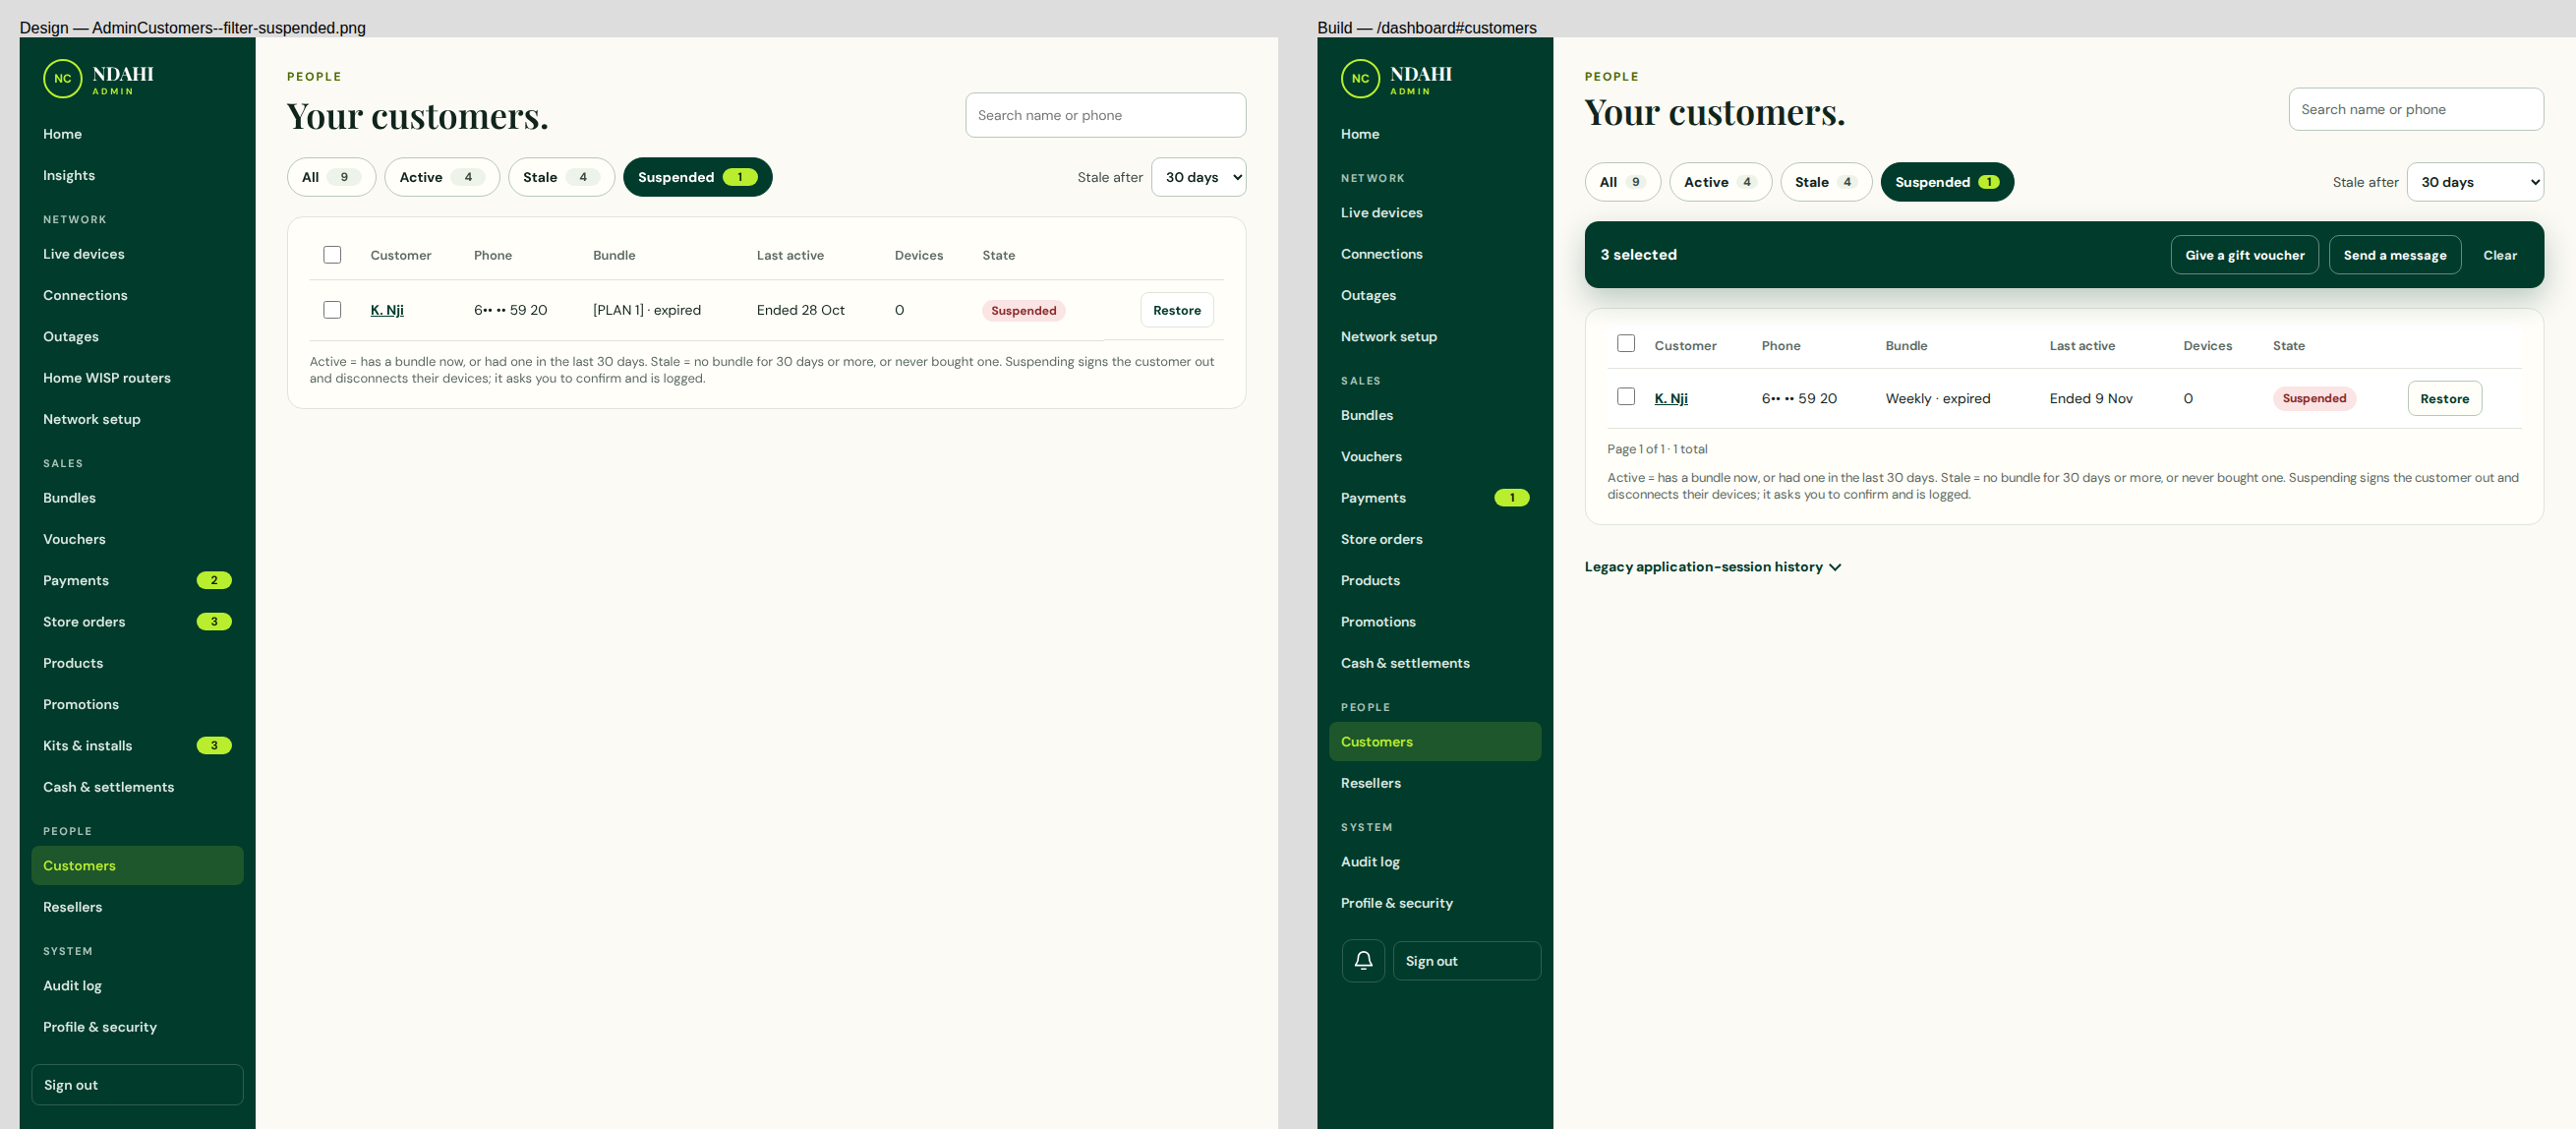 Design — AdminCustomers--filter-suspended.png
NC
NDAHI
ADMIN
Home
Insights
NETWORK
Live devices
Connections
Outages
Home WISP routers
Network setup
SALES
Bundles
Vouchers
Payments 2
Store orders 3
Products
Promotions
Kits & installs 3
Cash & settlements
PEOPLE
Customers
Resellers
SYSTEM
Audit log
Profile & security
Sign out
PEOPLE
Your customers.
Search name or phone
All 9 Active 4 Stale 4 Suspended 1 Stale after 30 days
Customer Phone Bundle Last active Devices State
K. Nji 6•• •• 59 20 [PLAN 1] · expired Ended 28 Oct 0 Suspended Restore
Active = has a bundle now, or had one in the last 30 days. Stale = no bundle for 30 days or more, or never bought one. Suspending signs the customer out
and disconnects their devices; it asks you to confirm and is logged.
Build — /dashboard#customers
NC
NDAHI
ADMIN
Home
NETWORK
Live devices
Connections
Outages
Network setup
SALES
Bundles
Vouchers
Payments 1
Store orders
Products
Promotions
Cash & settlements
PEOPLE
Customers
Resellers
SYSTEM
Audit log
Profile & security
Sign out
PEOPLE
Your customers.
Search name or phone
All 9 Active 4 Stale 4 Suspended 1 Stale after 30 days
3 selected Give a gift voucher Send a message Clear
Customer Phone Bundle Last active Devices State
K. Nji 6•• •• 59 20 Weekly · expired Ended 9 Nov 0 Suspended Restore
Page 1 of 1 · 1 total
Active = has a bundle now, or had one in the last 30 days. Stale = no bundle for 30 days or more, or never bought one. Suspending signs the customer out and
disconnects their devices; it asks you to confirm and is logged.
Legacy application-session history